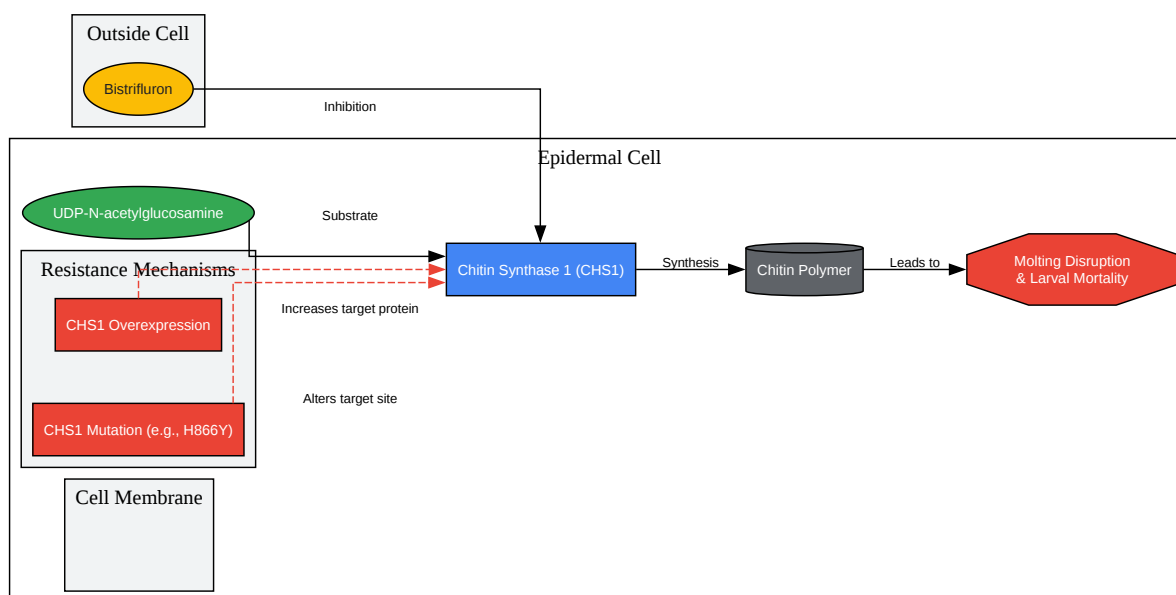 Outside Cell
Bistrifluron
Inhibition
Epidermal Cell
UDP-N-acetylglucosamine
Substrate
Resistance Mechanisms
Chitin Synthase 1 (CHS1)
Synthesis
Chitin Polymer
Leads to
Molting Disruption
& Larval Mortality
CHS1 Overexpression
Increases target protein
Alters target site
CHS1 Mutation (e.g., H866Y)
Cell Membrane